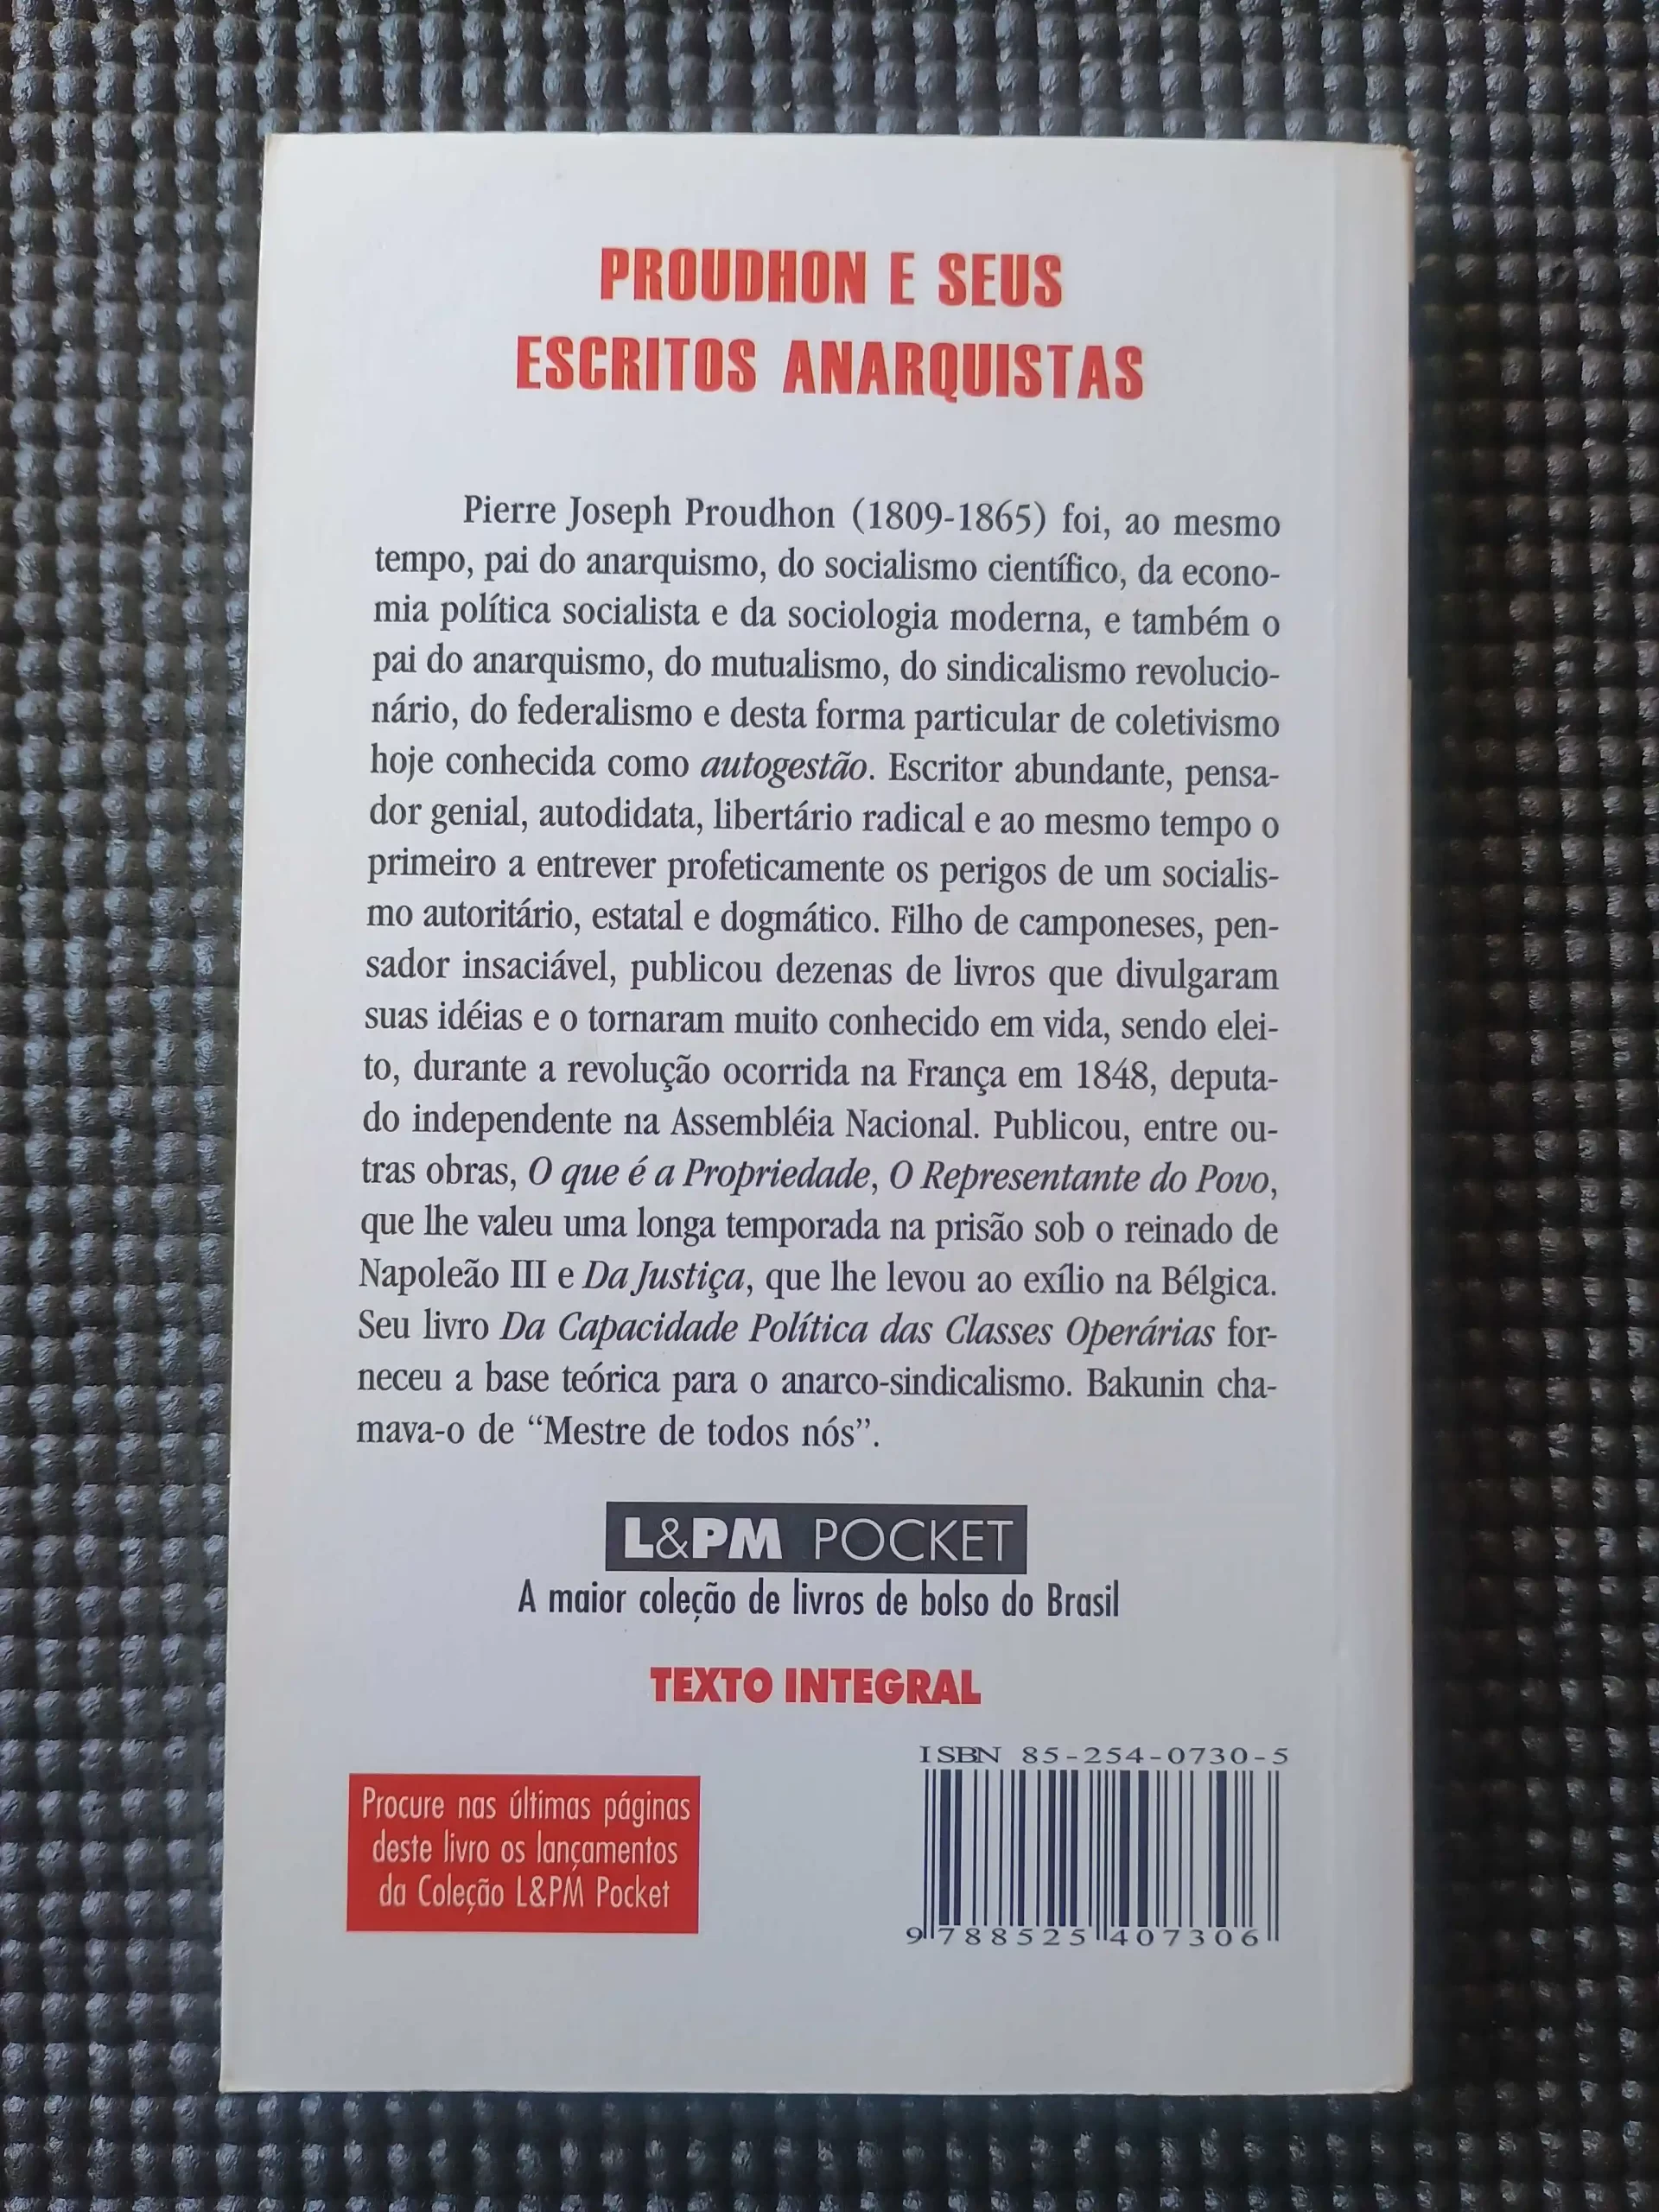 PROUDHON E SEUS
ESCRITOS ANARQUISTAS
Pierre Joseph Proudhon (1809-1865) foi, ao mesmo
tempo, pai do anarquismo, do socialismo científico, da econo-
mia política socialista e da sociologia moderna, e também o
pai do anarquismo, do mutualismo, do sindicalismo revolucio-
nário, do federalismo e desta forma particular de coletivismo
hoje conhecida como autogestão. Escritor abundante, pensa-
dor genial, autodidata, libertário radical e ao mesmo tempo o
primeiro a entrever profeticamente os perigos de um socialis-
mo autoritário, estatal e dogmático. Filho de camponeses, pen-
sador insaciável, publicou dezenas de livros que divulgaram
suas idéias e o tornaram muito conhecido em vida, sendo elei-
to, durante a revolução ocorrida na França em 1848, deputa-
do independente na Assembléia Nacional. Publicou, entre ou-
tras obras, O que é a Propriedade, O Representante do Povo,
que lhe valeu uma longa temporada na prisão sob o reinado de
Napoleão III e Da Justiça, que lhe levou ao exílio na Bélgica.
Seu livro Da Capacidade Política das Classes Operárias for-
neceu a base teórica para o anarco-sindicalismo. Bakunin cha-
mava-o de “Mestre de todos nós”.
L&PM POCKET
A maior coleção de livros de bolso do Brasil
TEXTO INTEGRAL
Procure nas últimas páginas
deste livro os lançamentos
da Coleção L&PM Pocket
ISBN 85-254-0730-5
9 788525 407306